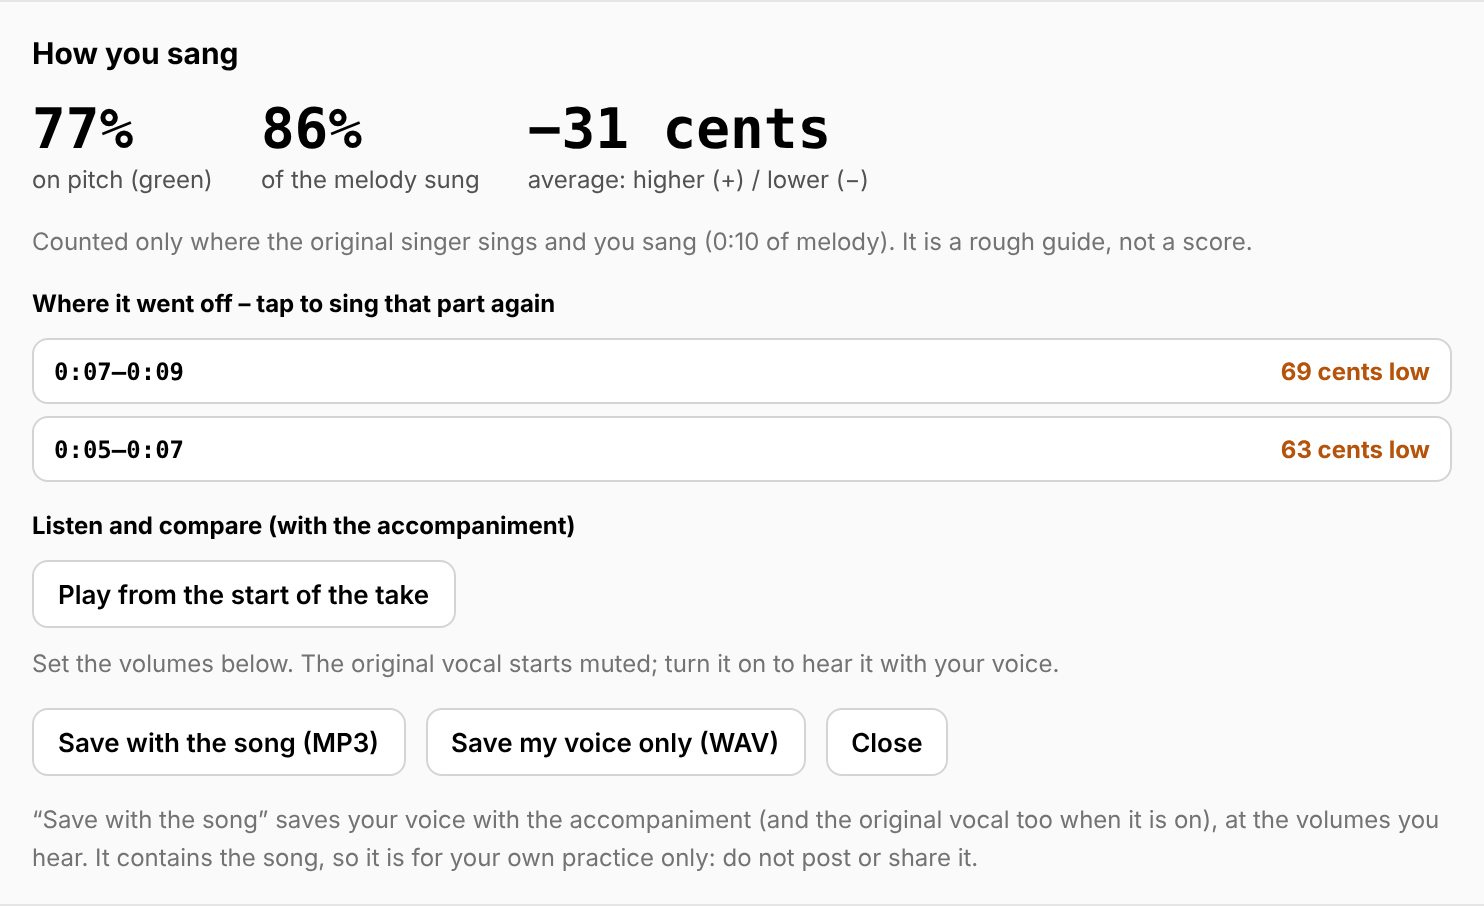 How you sang
77% 86% −31 cents
on pitch (green) of the melody sung average: higher (+) / lower (−)
Counted only where the original singer sings and you sang (0:10 of melody). It is a rough guide, not a score.
Where it went off – tap to sing that part again
0:07–0:09 69 cents low
0:05–0:07 63 cents low
Listen and compare (with the accompaniment)
Play from the start of the take
Set the volumes below. The original vocal starts muted; turn it on to hear it with your voice.
Save with the song (MP3) Save my voice only (WAV) Close
“Save with the song” saves your voice with the accompaniment (and the original vocal too when it is on), at the volumes you
hear. It contains the song, so it is for your own practice only: do not post or share it.